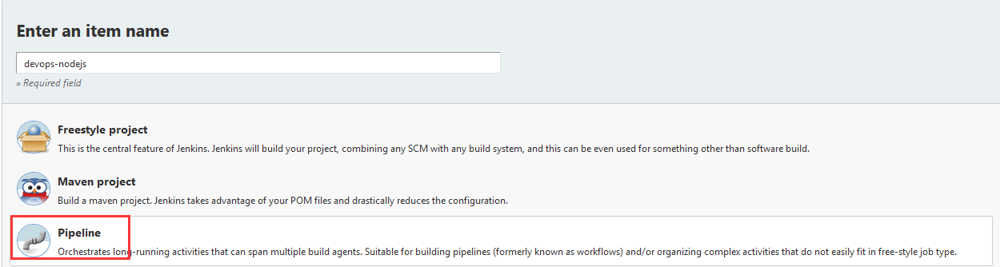 Enter an item name
devops-nodejs
» Required field
Freestyle project
This is the central feature of Jenkins. Jenkins will build your project, combining any SCM with any build system, and this can be even used for something other than software build.
Maven project
Build a maven project. Jenkins takes advantage of your POM files and drastically reduces the configuration.
Pipeline
Orchestrates long-running activities that can span multiple build agents. Suitable for building pipelines (formerly known as workflows) and/or organizing complex activities that do not easily fit in free-style job type.